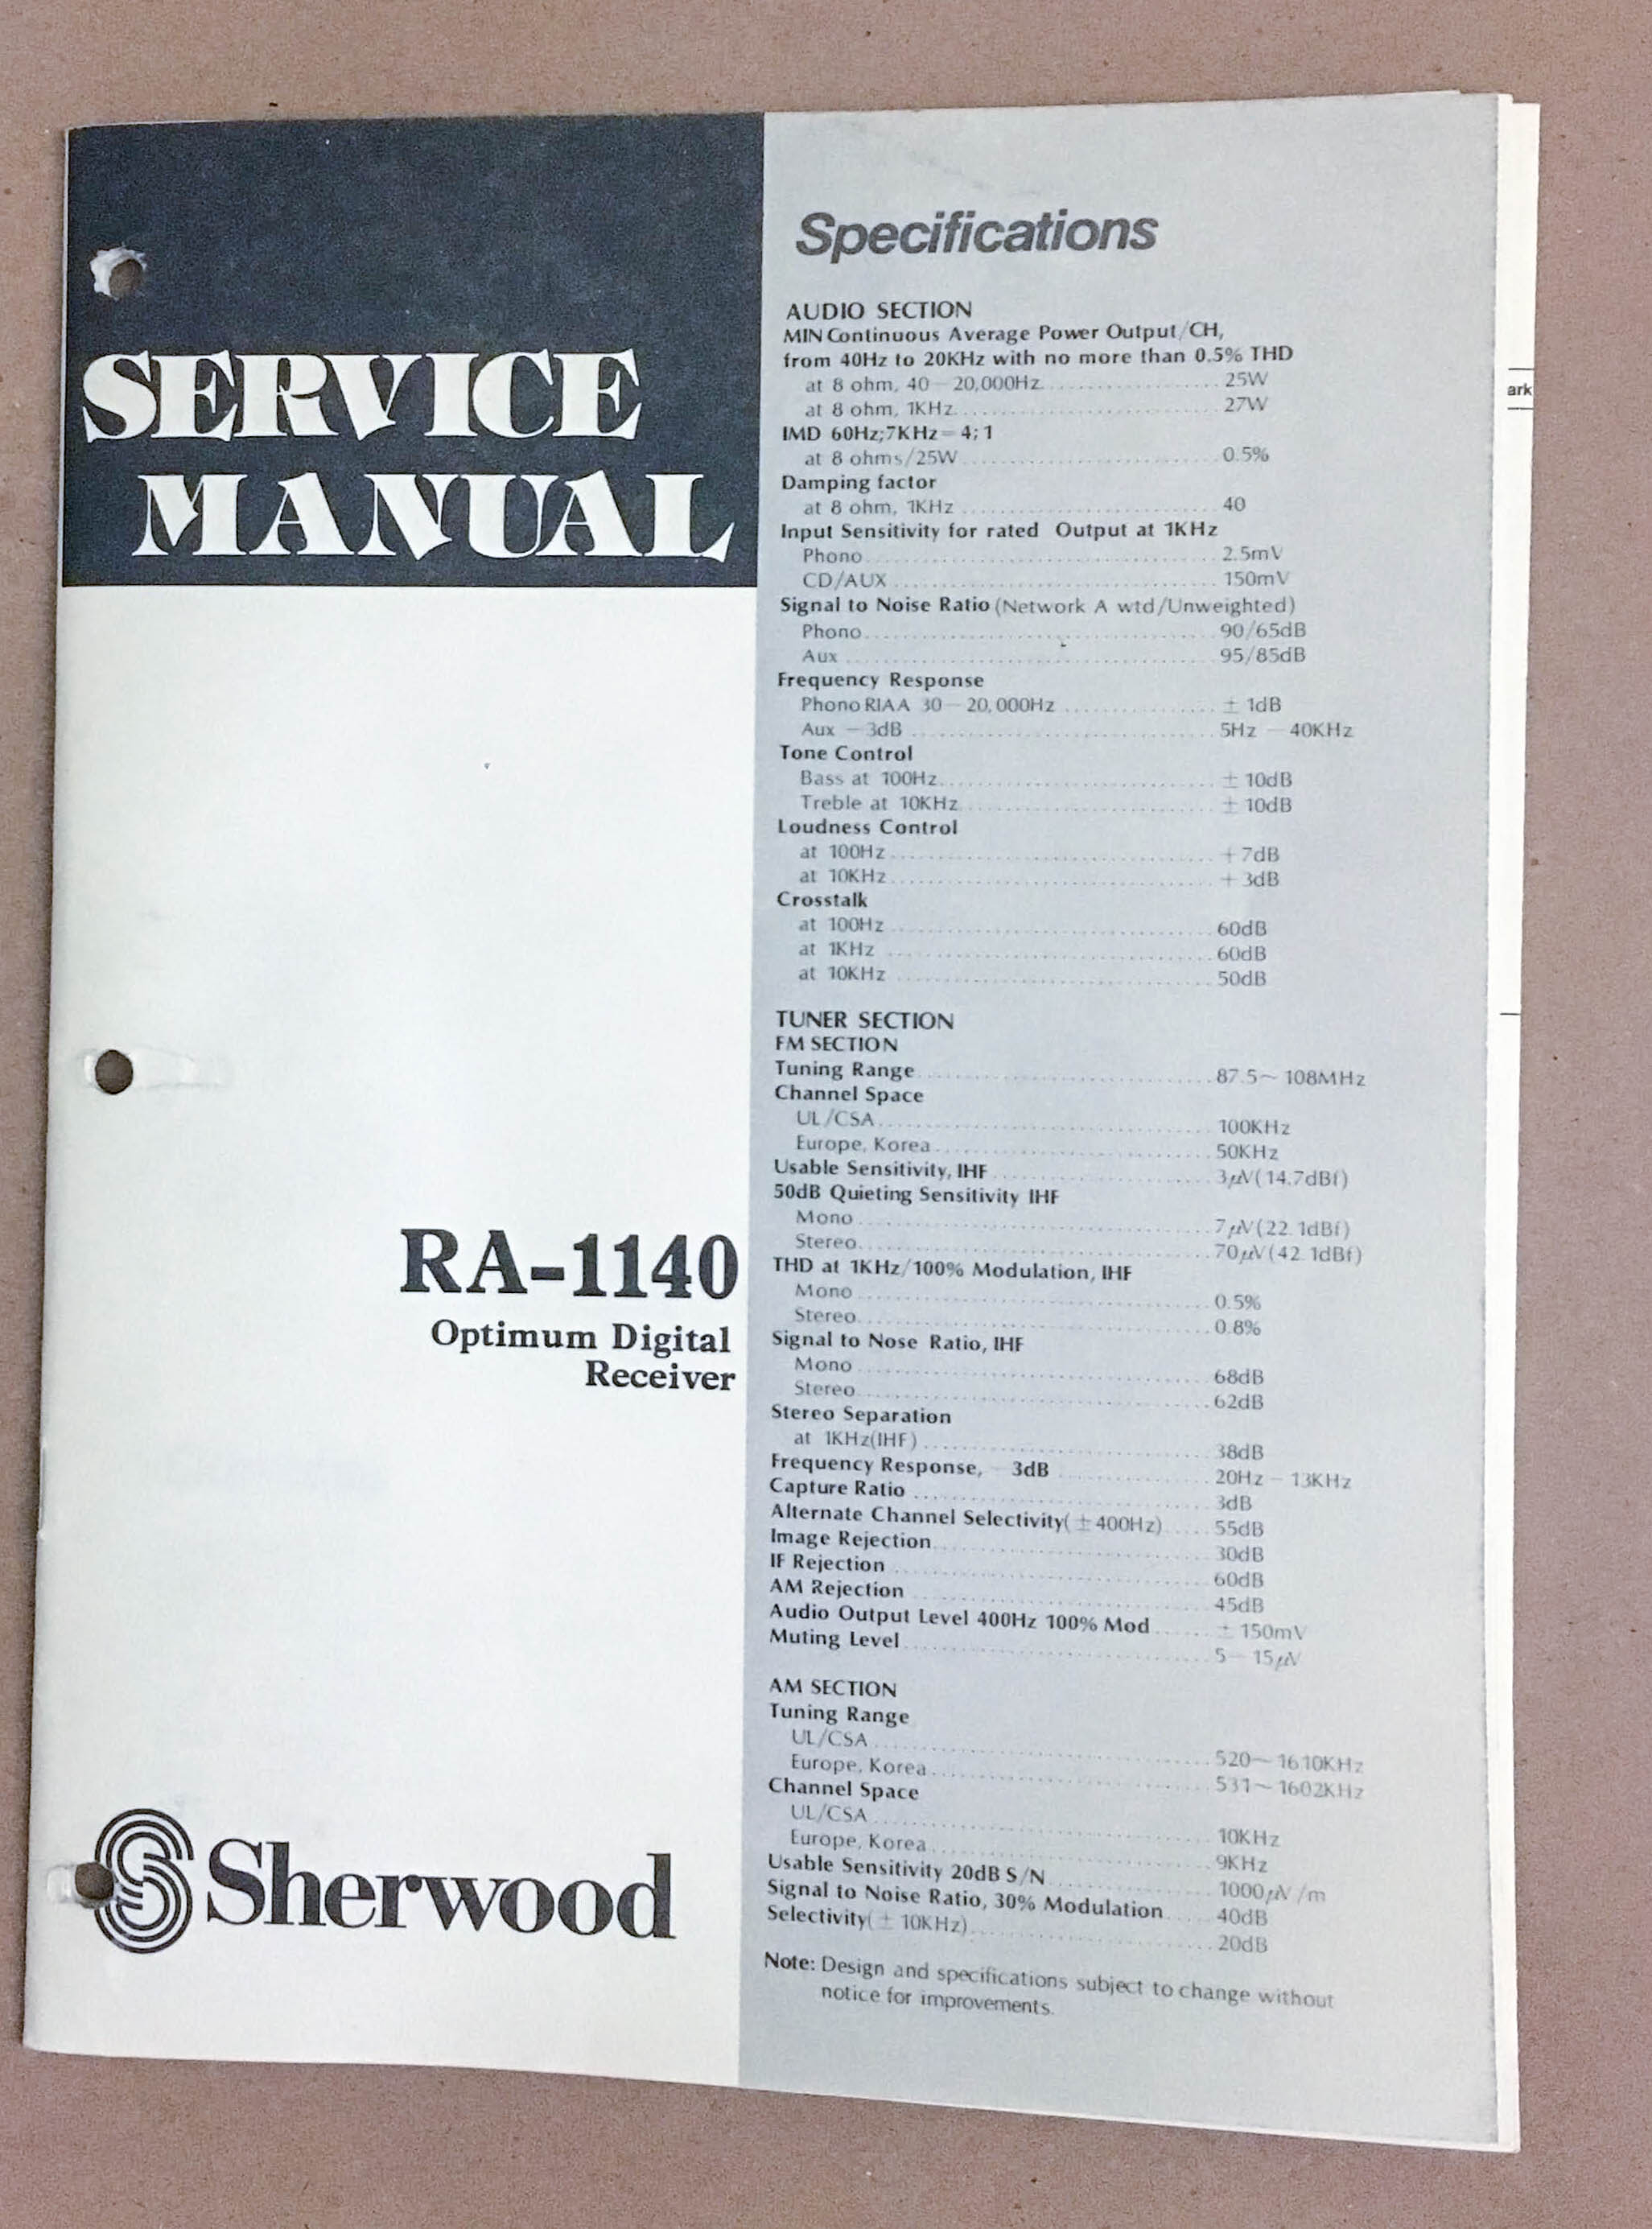 SERVICE
MANUAL
RA-1140
Optimum Digital
Receiver
Sherwood
Specifications
AUDIO SECTION
MIN Continuous Average Power Output/CH,
from 40Hz to 20KHz with no more than 0.5% THD
at 8 ohm, 40–20,000Hz 25W
at 8 ohm, 1KHz 27W
IMD 60Hz;7KHz=4;1
at 8 ohms/25W 0.5%
Damping factor
at 8 ohm, 1KHz 40
Input Sensitivity for rated Output at 1KHz
Phono 2.5mV
CD/AUX 150mV
Signal to Noise Ratio (Network A wtd/Unweighted)
Phono 90/65dB
Aux 95/85dB
Frequency Response
Phono RIAA 30–20,000Hz ±1dB
Aux –3dB 5Hz – 40KHz
Tone Control
Bass at 100Hz ±10dB
Treble at 10KHz ±10dB
Loudness Control
at 100Hz +7dB
at 10KHz +3dB
Crosstalk
at 100Hz 60dB
at 1KHz 60dB
at 10KHz 50dB
TUNER SECTION
FM SECTION
Tuning Range 87.5~108MHz
Channel Space
UL/CSA 100KHz
Europe, Korea 50KHz
Usable Sensitivity, IHF 3μV(14.7dBf)
50dB Quieting Sensitivity IHF
Mono 7μV(22.1dBf)
Stereo 70μV(42.1dBf)
THD at 1KHz/100% Modulation, IHF
Mono 0.5%
Stereo 0.8%
Signal to Nose Ratio, IHF
Mono 68dB
Stereo 62dB
Stereo Separation
at 1KHz(IHF) 38dB
Frequency Response, –3dB 20Hz–13KHz
Capture Ratio 3dB
Alternate Channel Selectivity(±400Hz) 55dB
Image Rejection 30dB
IF Rejection 60dB
AM Rejection 45dB
Audio Output Level 400Hz 100% Mod ±150mV
Muting Level 5–15μV
AM SECTION
Tuning Range
UL/CSA 520~1610KHz
Europe, Korea 531~1602KHz
Channel Space
UL/CSA 10KHz
Europe, Korea 9KHz
Usable Sensitivity 20dB S/N 1000μV/m
Signal to Noise Ratio, 30% Modulation 40dB
Selectivity(±10KHz) 20dB
Note: Design and specifications subject to change without
notice for improvements.
ark